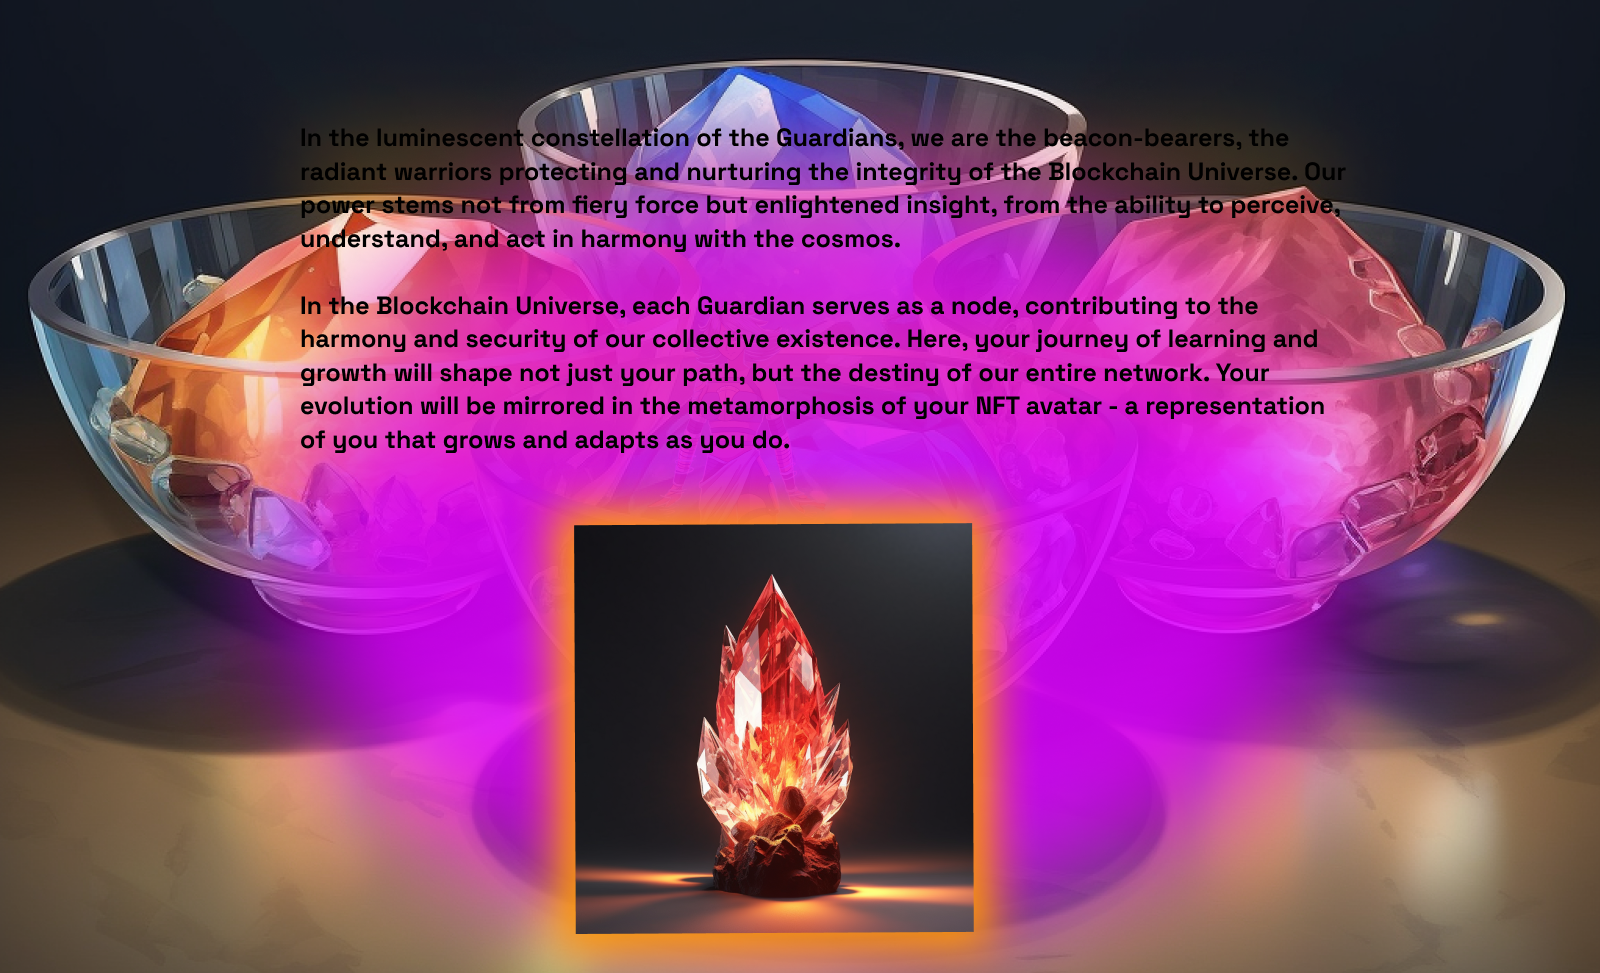 In the luminescent constellation of the Guardians, we are the beacon-bearers, the
radiant warriors protecting and nurturing the integrity of the Blockchain Universe. Our
power stems not from fiery force but enlightened insight, from the ability to perceive,
understand, and act in harmony with the cosmos.
In the Blockchain Universe, each Guardian serves as a node, contributing to the
harmony and security of our collective existence. Here, your journey of learning and
growth will shape not just your path, but the destiny of our entire network. Your
evolution will be mirrored in the metamorphosis of your NFT avatar - a representation
of you that grows and adapts as you do.